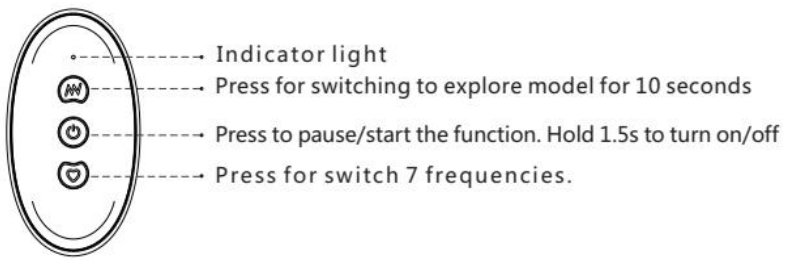 Indicator light
Press for switching to explore model for 10 seconds
Press to pause/start the function. Hold 1.5s to turn on/off
Press for switch 7 frequencies.